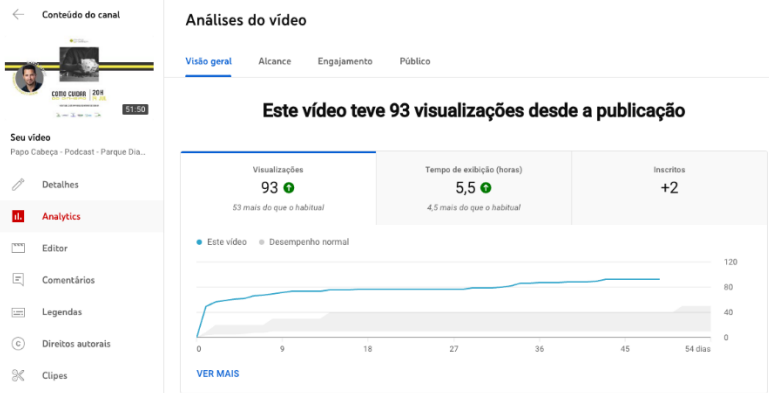 Conteúdo do canal
COMO CUIDAR
20H
51:50
Seu vídeo
Papo Cabeça - Podcast - Parque Dia...
Detalhes
Analytics
Editor
Comentários
Legendas
Direitos autorais
Clipes
Análises do vídeo
Visão geral Alcance Engajamento Público
Este vídeo teve 93 visualizações desde a publicação
Visualizações
93
53 mais do que o habitual
Tempo de exibição (horas)
5,5
4,5 mais do que o habitual
Inscritos
+2
Este vídeo Desempenho normal
120
80
40
0
0 9 18 27 36 45 54 dias
VER MAIS